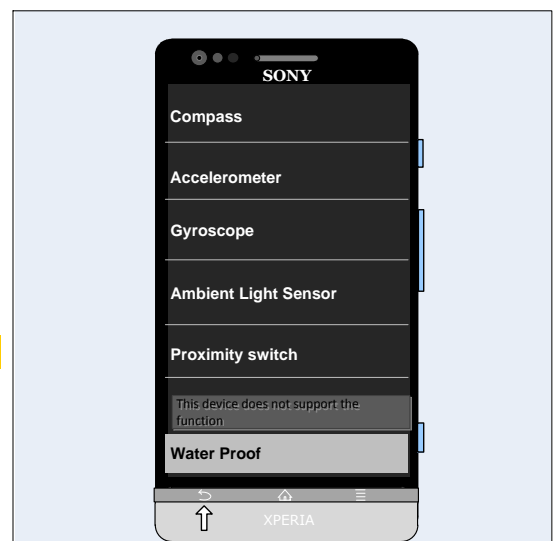 SONY
Compass
Accelerometer
Gyroscope
Ambient Light Sensor
Proximity switch
This device does not support the
function
Water Proof
XPERIA